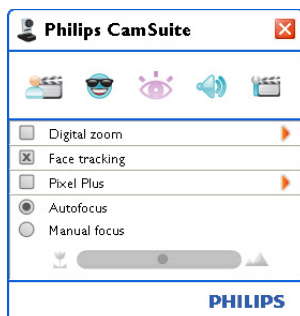 Philips CamSuite
Digital zoom
Face tracking
Pixel Plus
Autofocus
Manual focus
PHILIPS